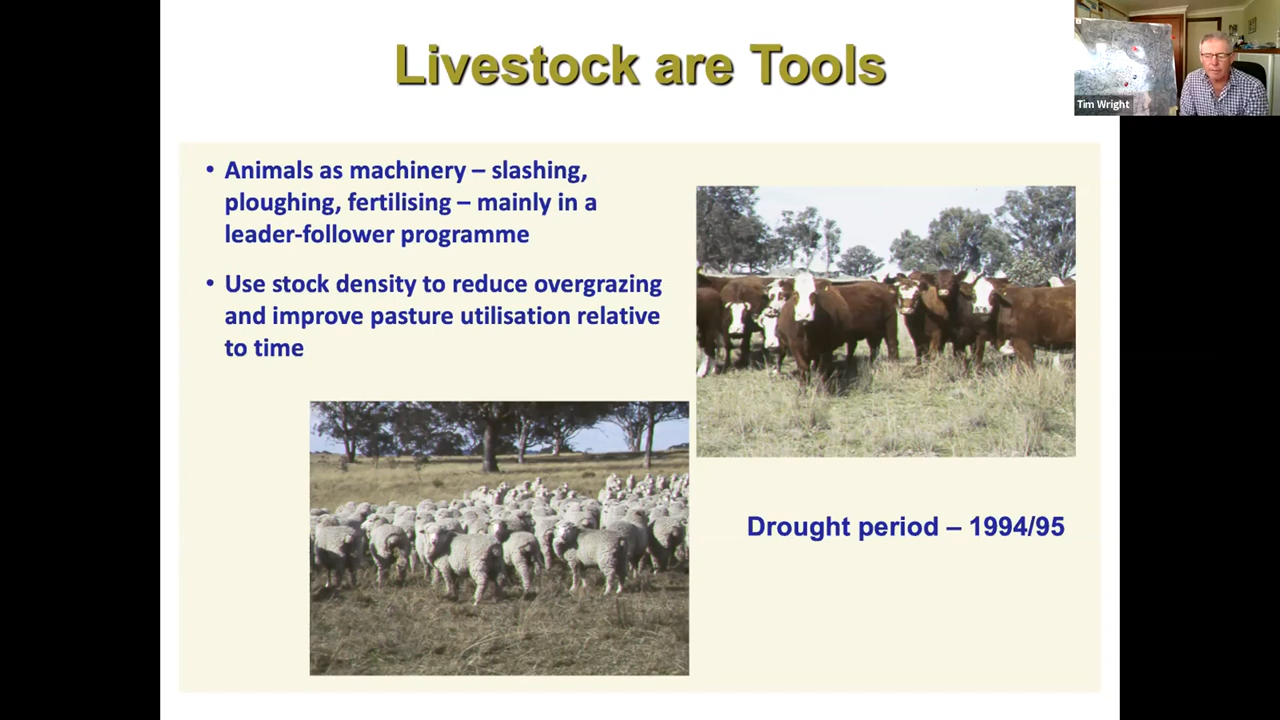 Livestock are Tools
Tim Wright
• Animals as machinery – slashing,
ploughing, fertilising – mainly in a
leader-follower programme
• Use stock density to reduce overgrazing
and improve pasture utilisation relative
to time
Drought period – 1994/95